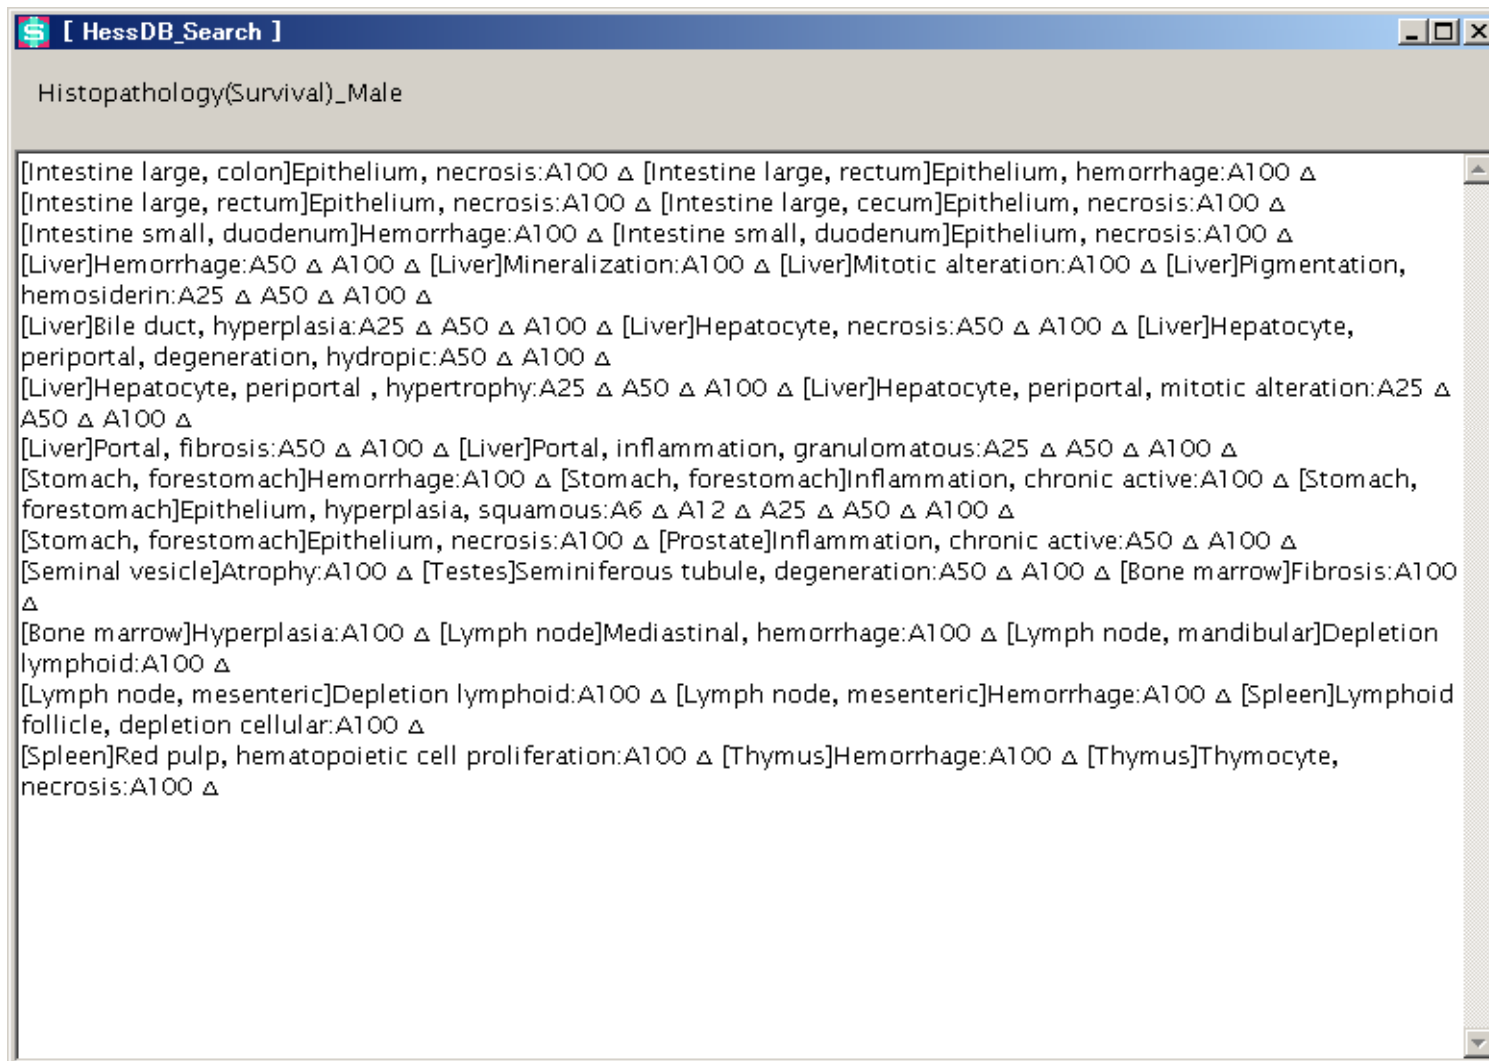 [ HessDB_Search ]
Histopathology(Survival)_Male
[Intestine large, colon]Epithelium, necrosis:A100 Δ [Intestine large, rectum]Epithelium, hemorrhage:A100 Δ
[Intestine large, rectum]Epithelium, necrosis:A100 Δ [Intestine large, cecum]Epithelium, necrosis:A100 Δ
[Intestine small, duodenum]Hemorrhage:A100 Δ [Intestine small, duodenum]Epithelium, necrosis:A100 Δ
[Liver]Hemorrhage:A50 Δ A100 Δ [Liver]Mineralization:A100 Δ [Liver]Mitotic alteration:A100 Δ [Liver]Pigmentation,
hemosiderin:A25 Δ A50 Δ A100 Δ
[Liver]Bile duct, hyperplasia:A25 Δ A50 Δ A100 Δ [Liver]Hepatocyte, necrosis:A50 Δ A100 Δ [Liver]Hepatocyte,
periportal, degeneration, hydropic:A50 Δ A100 Δ
[Liver]Hepatocyte, periportal , hypertrophy:A25 Δ A50 Δ A100 Δ [Liver]Hepatocyte, periportal, mitotic alteration:A25 Δ
A50 Δ A100 Δ
[Liver]Portal, fibrosis:A50 Δ A100 Δ [Liver]Portal, inflammation, granulomatous:A25 Δ A50 Δ A100 Δ
[Stomach, forestomach]Hemorrhage:A100 Δ [Stomach, forestomach]Inflammation, chronic active:A100 Δ [Stomach,
forestomach]Epithelium, hyperplasia, squamous:A6 Δ A12 Δ A25 Δ A50 Δ A100 Δ
[Stomach, forestomach]Epithelium, necrosis:A100 Δ [Prostate]Inflammation, chronic active:A50 Δ A100 Δ
[Seminal vesicle]Atrophy:A100 Δ [Testes]Seminiferous tubule, degeneration:A50 Δ A100 Δ [Bone marrow]Fibrosis:A100
Δ
[Bone marrow]Hyperplasia:A100 Δ [Lymph node]Mediastinal, hemorrhage:A100 Δ [Lymph node, mandibular]Depletion
lymphoid:A100 Δ
[Lymph node, mesenteric]Depletion lymphoid:A100 Δ [Lymph node, mesenteric]Hemorrhage:A100 Δ [Spleen]Lymphoid
follicle, depletion cellular:A100 Δ
[Spleen]Red pulp, hematopoietic cell proliferation:A100 Δ [Thymus]Hemorrhage:A100 Δ [Thymus]Thymocyte,
necrosis:A100 Δ